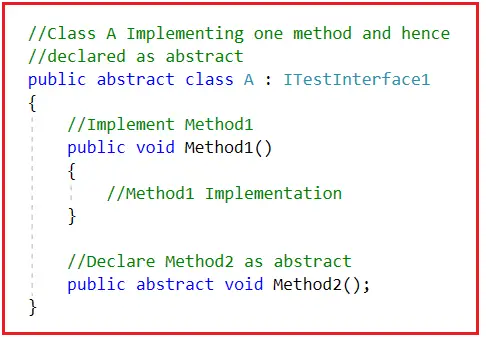 //Class A Implementing one method and hence
//declared as abstract
public abstract class A : ITestInterface1
{
//Implement Method1
public void Method1()
{
//Method1 Implementation
}
//Declare Method2 as abstract
public abstract void Method2();
}